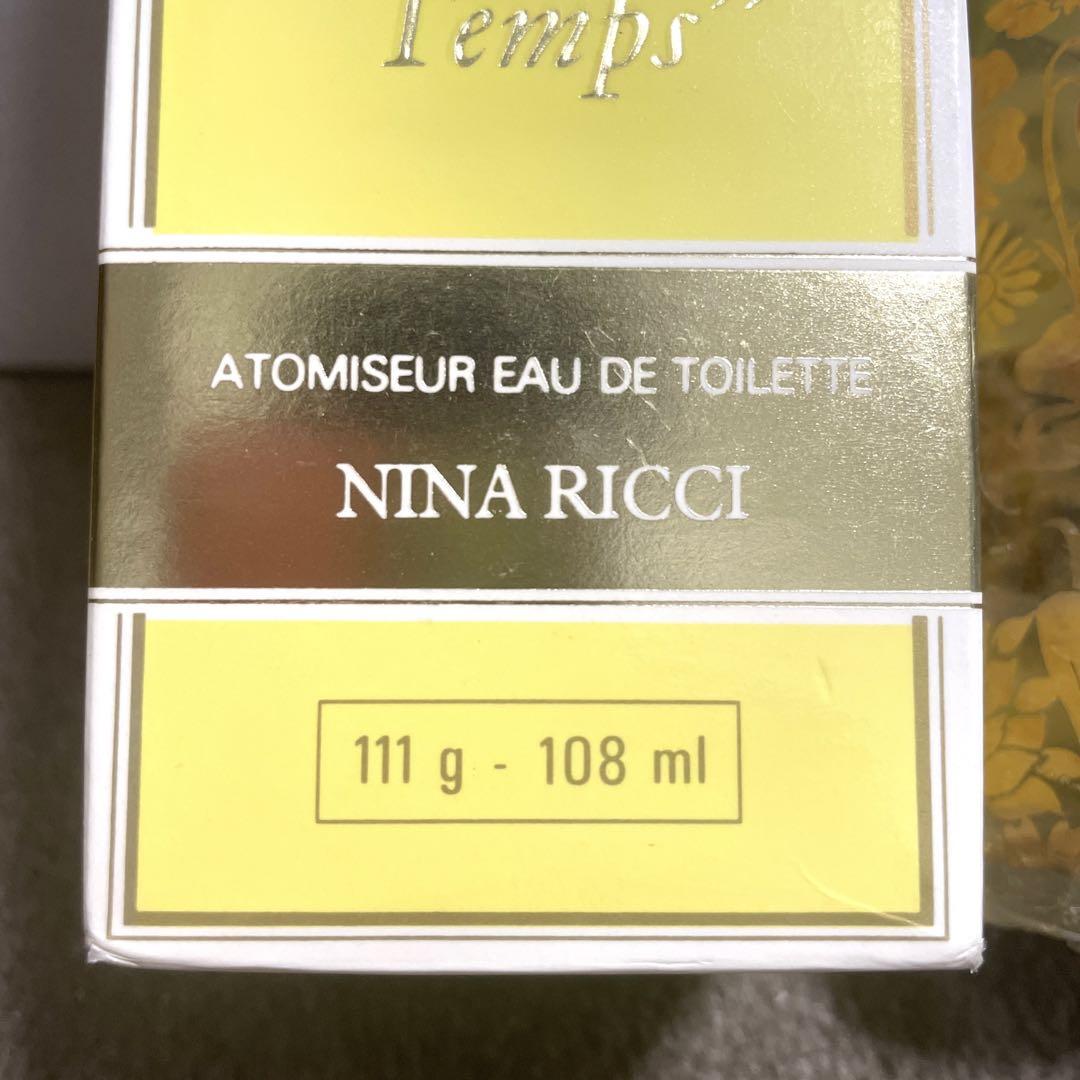 Temps”
ATOMISEUR EAU DE TOILETTE
NINA RICCI
111 g - 108 ml